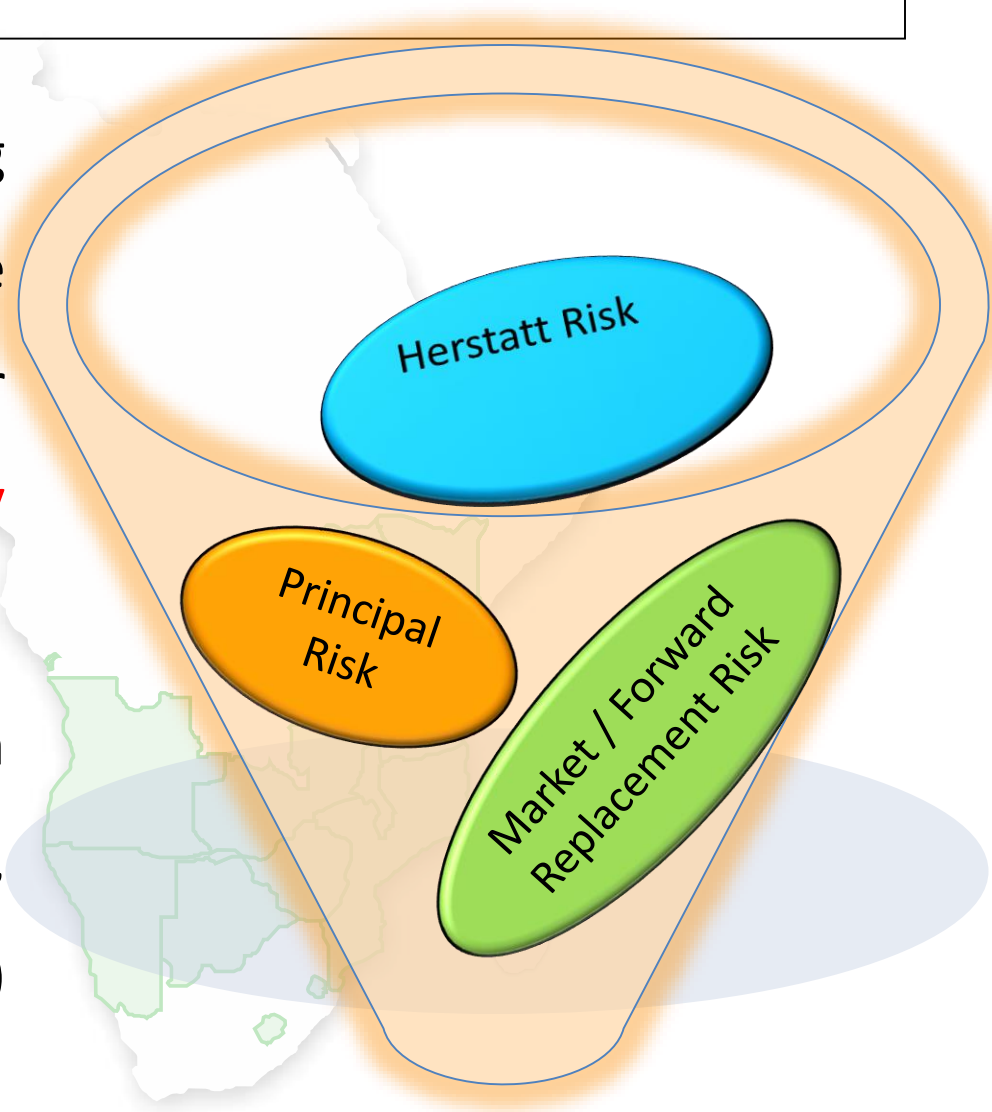 Herstatt Risk
Principal
Risk
Market / Forward
Replacement Risk